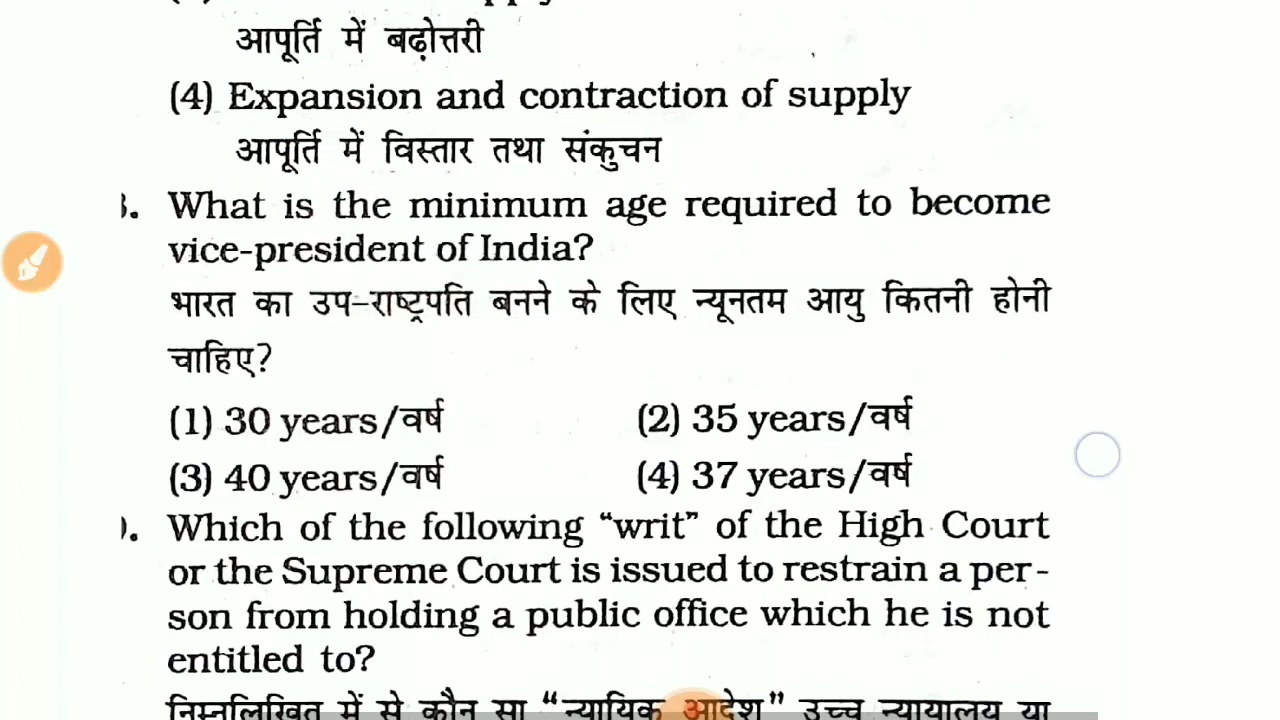 आपूर्ति में बढ़ोत्तरी
(4) Expansion and contraction of supply
आपूर्ति में विस्तार तथा संकुचन
What is the minimum age required to become
vice-president of India?
भारत का उप-राष्ट्रपति बनने के लिए न्यूनतम आयु कितनी होनी
चाहिए?
(1) 30 years/वर्ष (2) 35 years/वर्ष
(3) 40 years/वर्ष (4) 37 years/वर्ष
Which of the following “writ” of the High Court
or the Supreme Court is issued to restrain a per-
son from holding a public office which he is not
entitled to?
निम्नलिखित में से कौन सा “न्यायिक आदेश” उच्च न्यायालय या